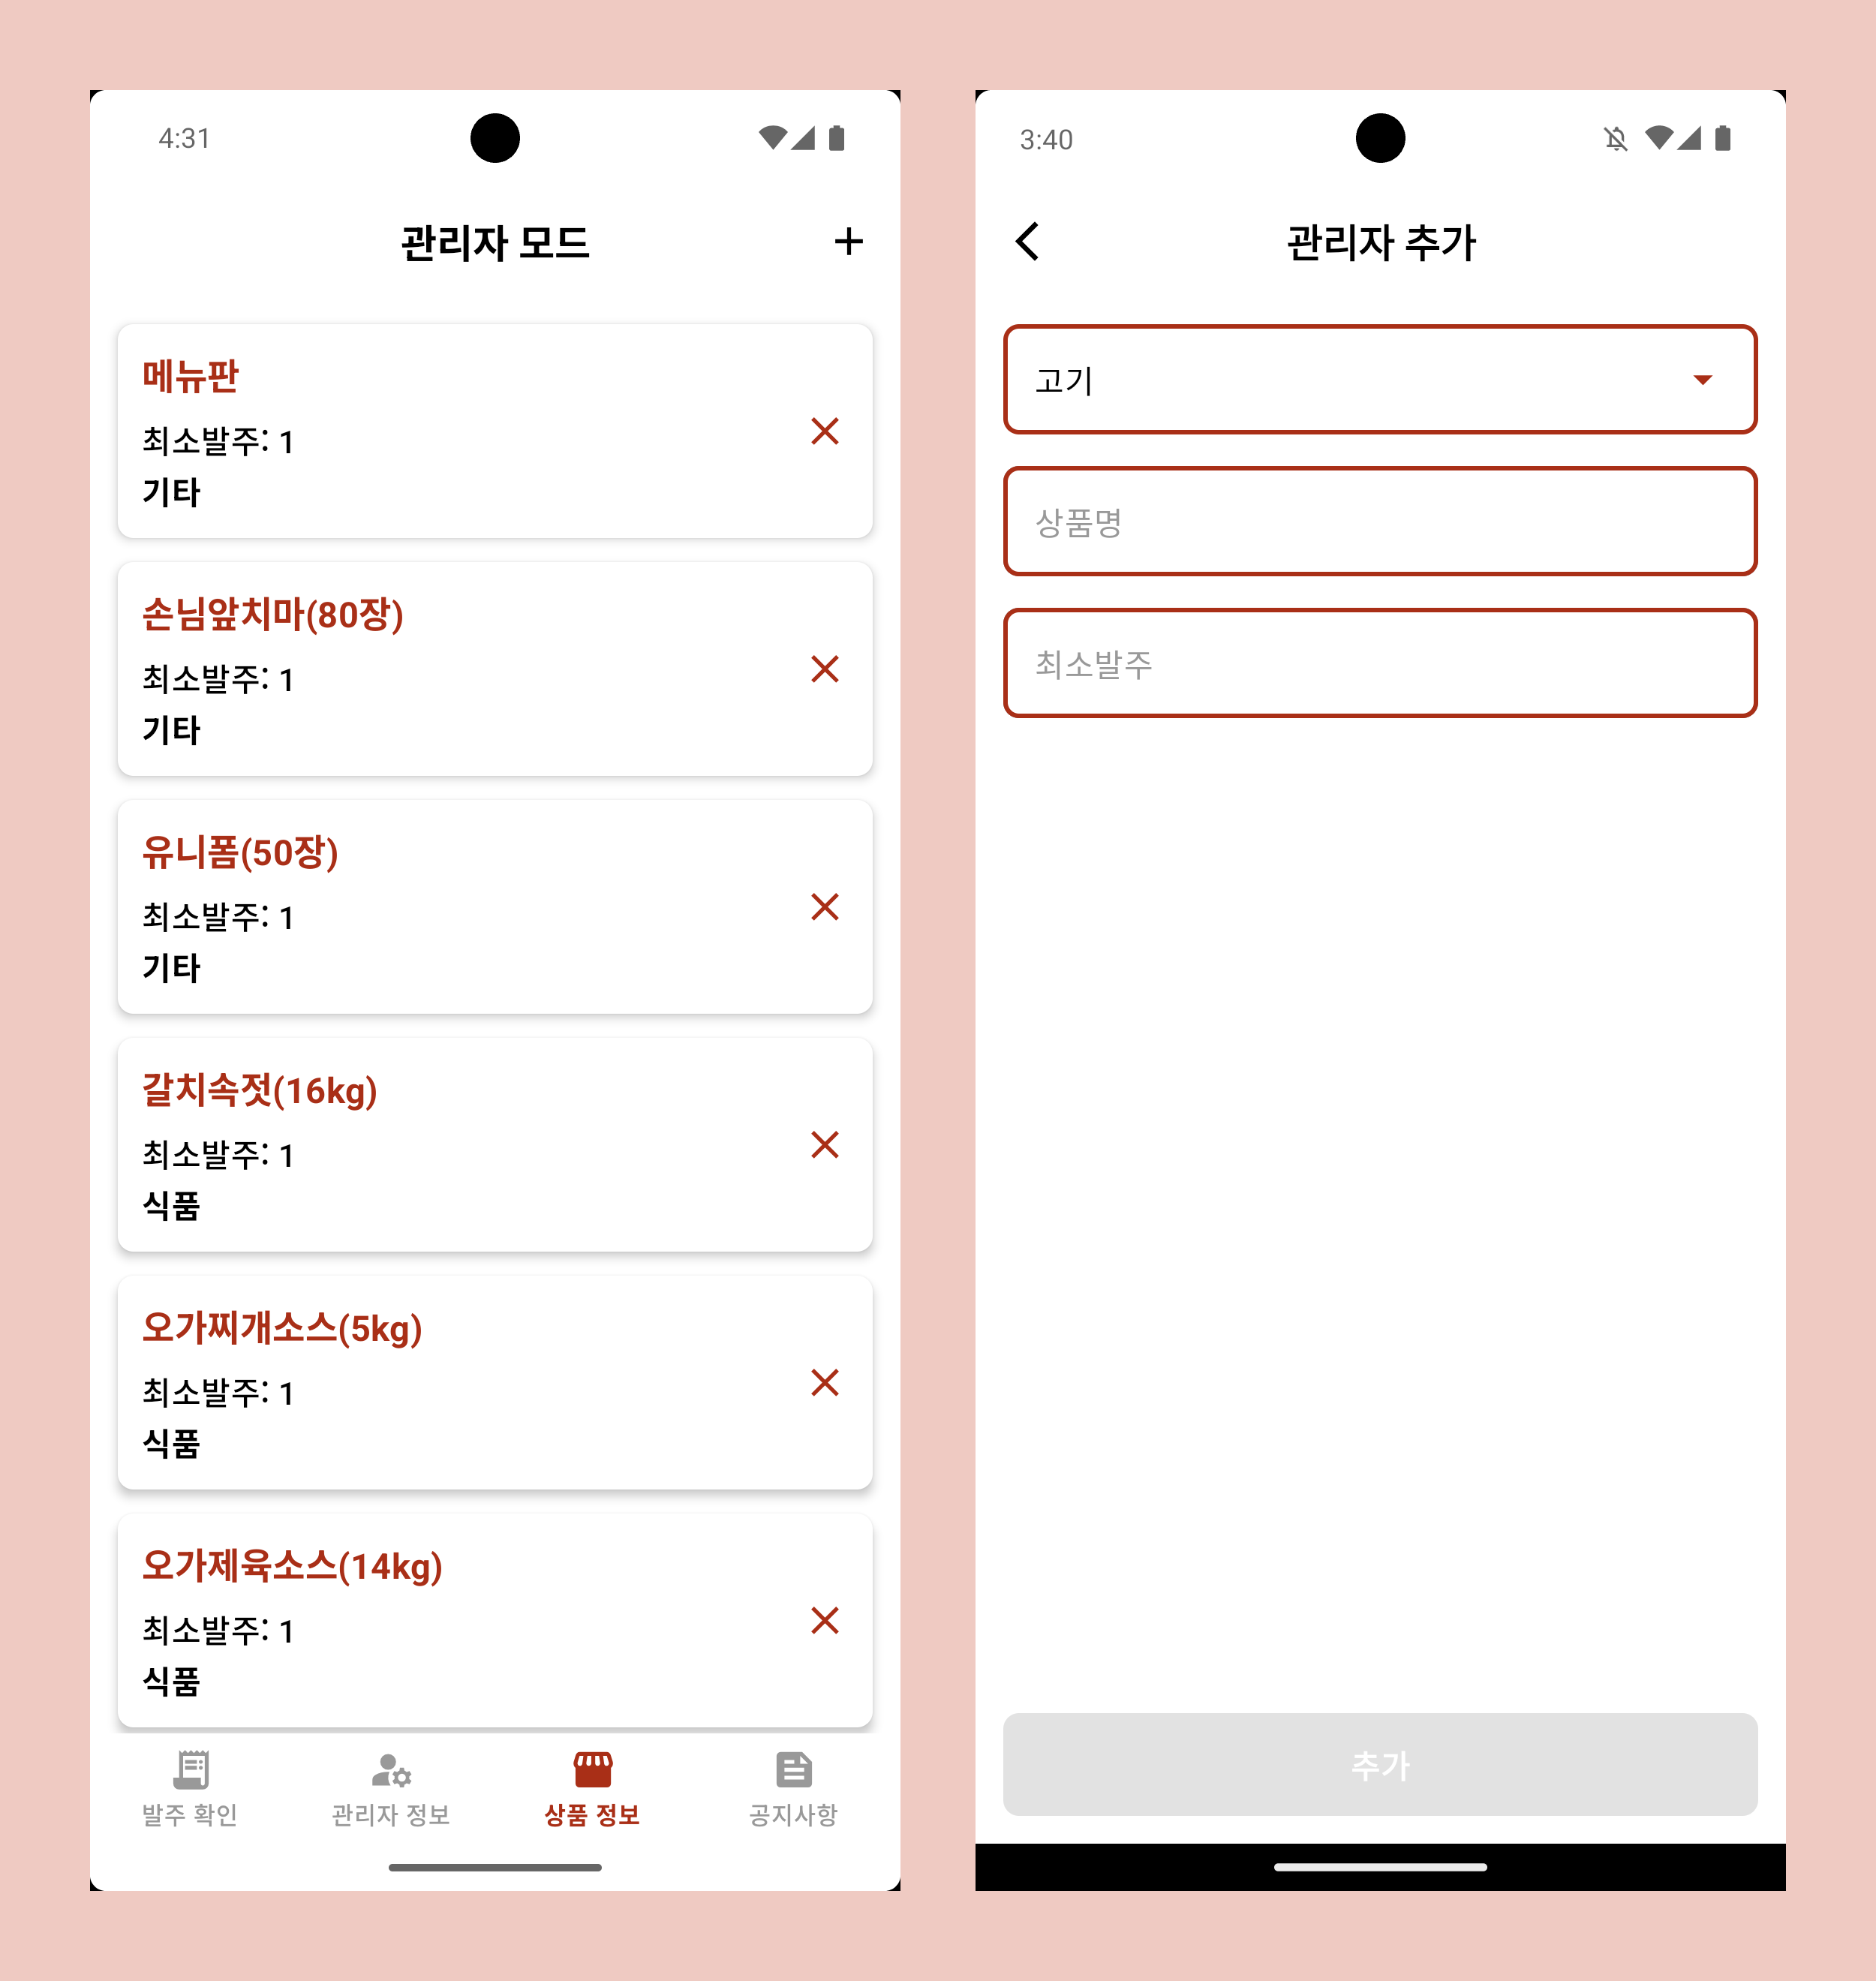 4:31
관리자 모드
메뉴판
최소발주: 1
기타
손님앞치마(80장)
최소발주: 1
기타
유니폼(50장)
최소발주: 1
기타
갈치속젓(16kg)
최소발주: 1
식품
오가찌개소스(5kg)
최소발주: 1
식품
오가제육소스(14kg)
최소발주: 1
식품
발주 확인
관리자 정보
상품 정보
공지사항
3:40
관리자 추가
고기
상품명
최소발주
추가